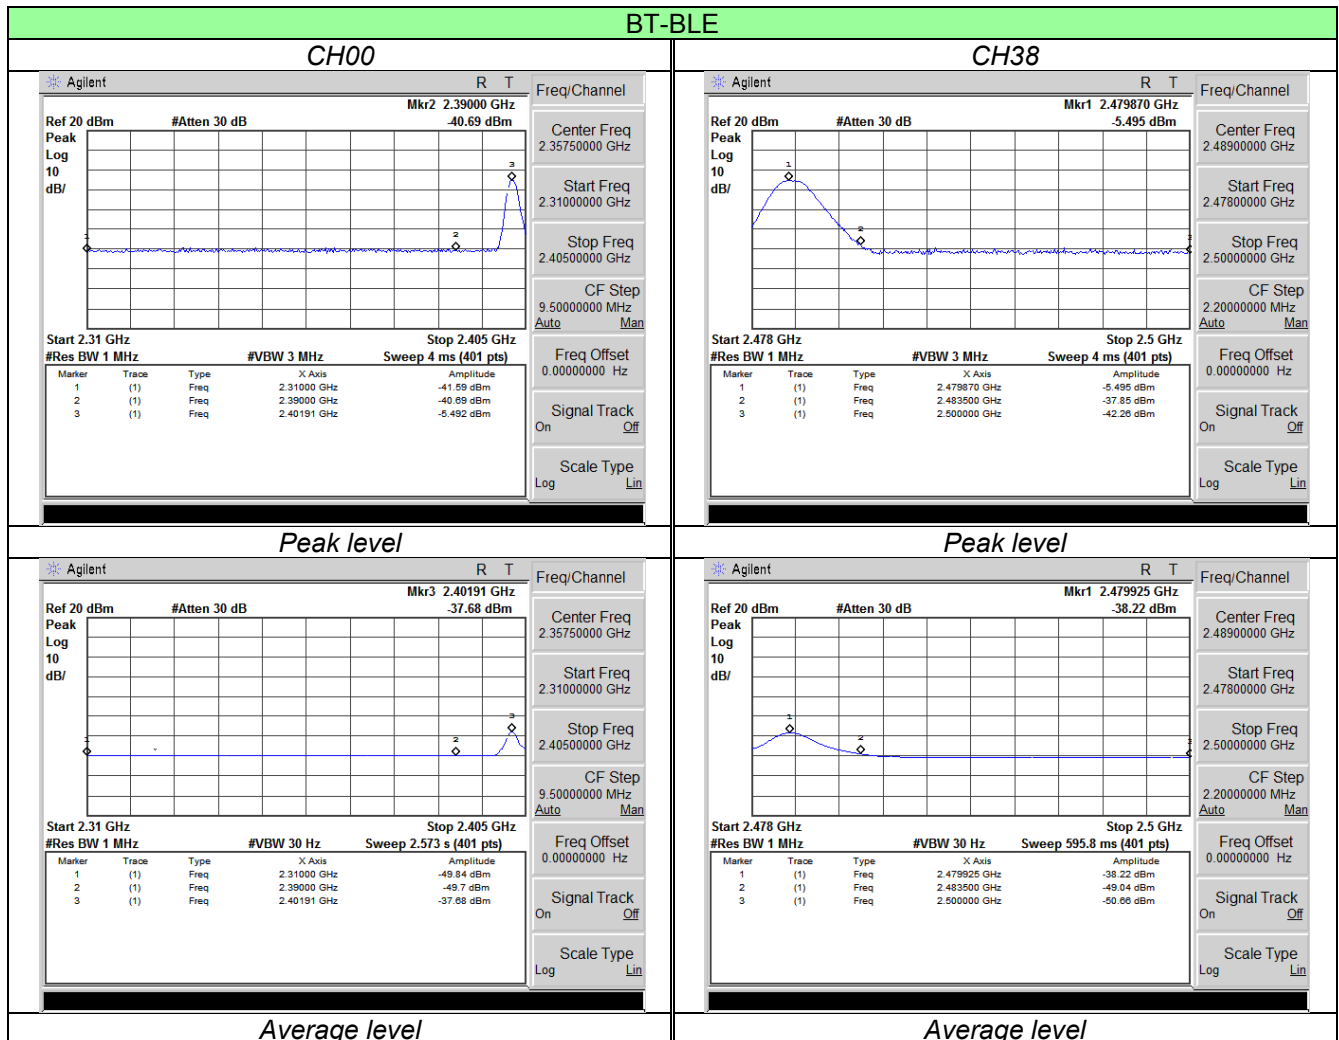 BT-BLE
CH00
CH38
Agilent R T
Freq/Channel
Mkr2 2.39000 GHz
Ref 20 dBm #Atten 30 dB -40.69 dBm
Peak
Log
10
dB/
1
2
3
Center Freq
2.35750000 GHz
Start Freq
2.31000000 GHz
Stop Freq
2.40500000 GHz
CF Step
9.50000000 MHz
Auto Man
Freq Offset
0.00000000 Hz
Signal Track
On Off
Scale Type
Log Lin
Start 2.31 GHz Stop 2.405 GHz
#Res BW 1 MHz #VBW 3 MHz Sweep 4 ms (401 pts)
Marker Trace Type X Axis Amplitude
1 (1) Freq 2.31000 GHz -41.59 dBm
2 (1) Freq 2.39000 GHz -40.69 dBm
3 (1) Freq 2.40191 GHz -5.492 dBm
Agilent R T
Freq/Channel
Mkr1 2.479870 GHz
Ref 20 dBm #Atten 30 dB -5.495 dBm
Peak
Log
10
dB/
1
2
3
Center Freq
2.48900000 GHz
Start Freq
2.47800000 GHz
Stop Freq
2.50000000 GHz
CF Step
2.20000000 MHz
Auto Man
Freq Offset
0.00000000 Hz
Signal Track
On Off
Scale Type
Log Lin
Start 2.478 GHz Stop 2.5 GHz
#Res BW 1 MHz #VBW 3 MHz Sweep 4 ms (401 pts)
Marker Trace Type X Axis Amplitude
1 (1) Freq 2.479870 GHz -5.495 dBm
2 (1) Freq 2.483500 GHz -37.85 dBm
3 (1) Freq 2.500000 GHz -42.26 dBm
Peak level
Peak level
Agilent R T
Freq/Channel
Mkr3 2.40191 GHz
Ref 20 dBm #Atten 30 dB -37.68 dBm
Peak
Log
10
dB/
1
2
3
Center Freq
2.35750000 GHz
Start Freq
2.31000000 GHz
Stop Freq
2.40500000 GHz
CF Step
9.50000000 MHz
Auto Man
Freq Offset
0.00000000 Hz
Signal Track
On Off
Scale Type
Log Lin
Start 2.31 GHz Stop 2.405 GHz
#Res BW 1 MHz #VBW 30 Hz Sweep 2.573 s (401 pts)
Marker Trace Type X Axis Amplitude
1 (1) Freq 2.31000 GHz -49.84 dBm
2 (1) Freq 2.39000 GHz -49.7 dBm
3 (1) Freq 2.40191 GHz -37.68 dBm
Agilent R T
Freq/Channel
Mkr1 2.479925 GHz
Ref 20 dBm #Atten 30 dB -38.22 dBm
Peak
Log
10
dB/
1
2
3
Center Freq
2.48900000 GHz
Start Freq
2.47800000 GHz
Stop Freq
2.50000000 GHz
CF Step
2.20000000 MHz
Auto Man
Freq Offset
0.00000000 Hz
Signal Track
On Off
Scale Type
Log Lin
Start 2.478 GHz Stop 2.5 GHz
#Res BW 1 MHz #VBW 30 Hz Sweep 595.8 ms (401 pts)
Marker Trace Type X Axis Amplitude
1 (1) Freq 2.479925 GHz -38.22 dBm
2 (1) Freq 2.483500 GHz -49.04 dBm
3 (1) Freq 2.500000 GHz -50.66 dBm
Average level
Average level